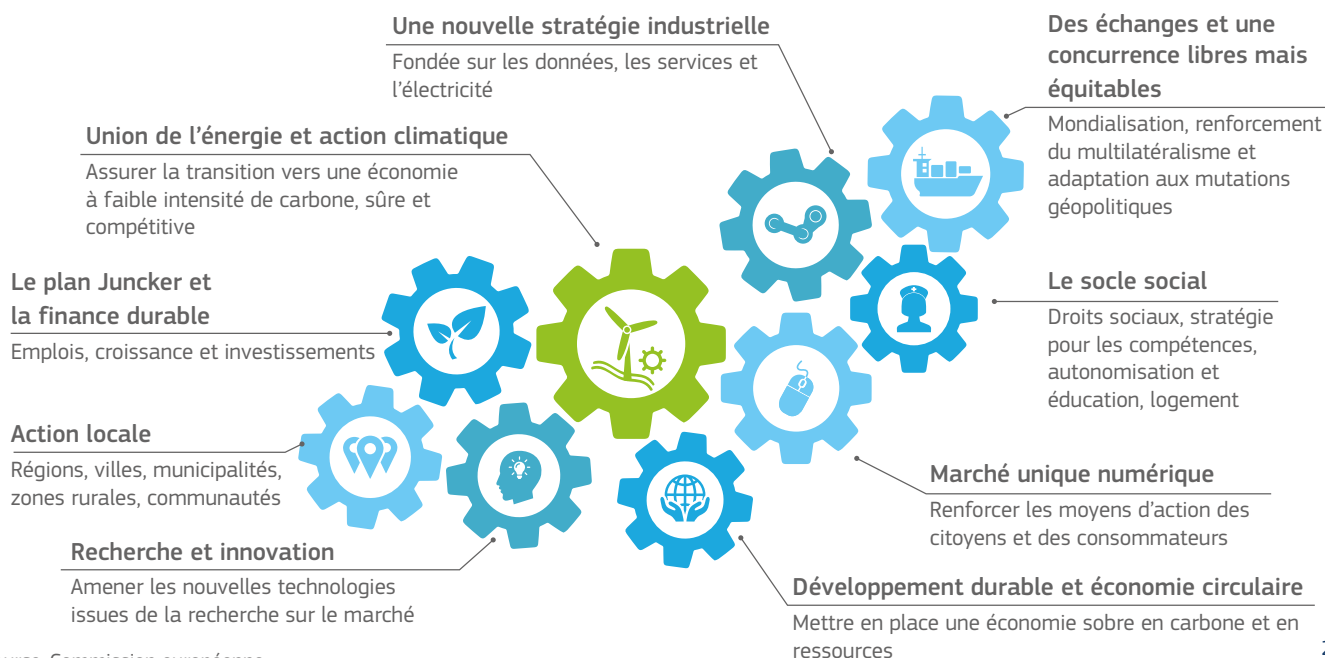 Une nouvelle stratégie industrielle
Fondée sur les données, les services et
l'électricité
Des échanges et une
concurrence libres mais
équitables
Mondialisation, renforcement
du multilatéralisme et
adaptation aux mutations
géopolitiques
Union de l'énergie et action climatique
Assurer la transition vers une économie
à faible intensité de carbone, sûre et
compétitive
Le plan Juncker et
la finance durable
Emplois, croissance et investissements
Le socle social
Droits sociaux, stratégie
pour les compétences,
autonomisation et
éducation, logement
Action locale
Régions, villes, municipalités,
zones rurales, communautés
Marché unique numérique
Renforcer les moyens d'action des
citoyens et des consommateurs
Recherche et innovation
Amener les nouvelles technologies
issues de la recherche sur le marché
Développement durable et économie circulaire
Mettre en place une économie sobre en carbone et en
ressources